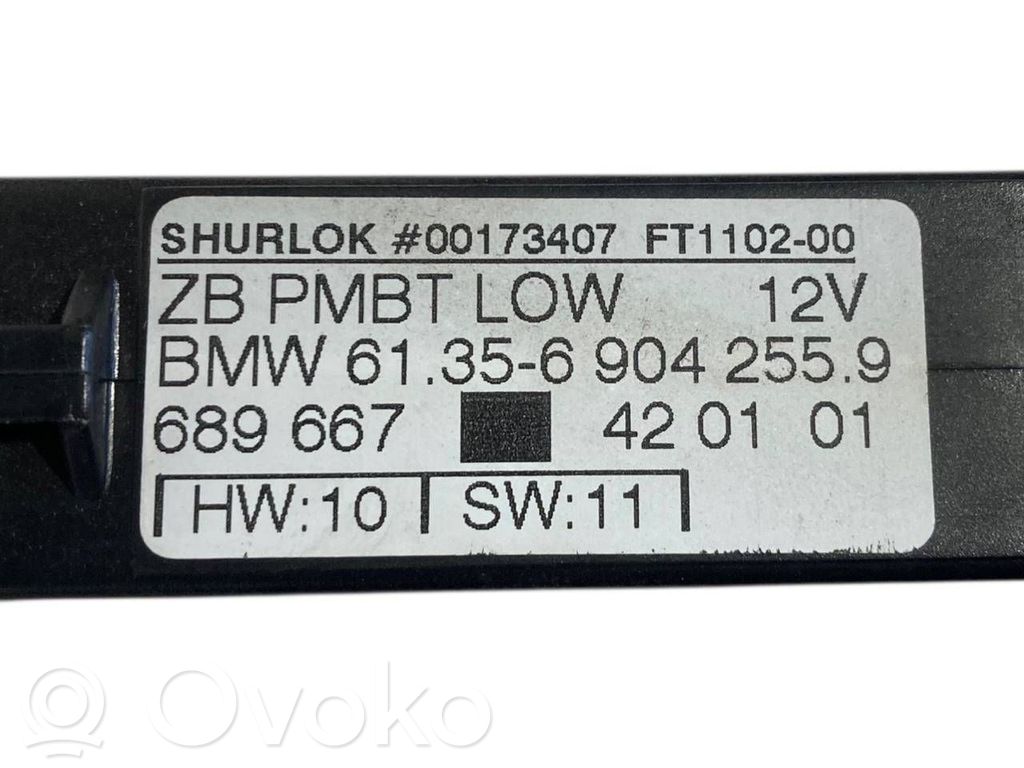 SHURLOK #00173407 FT1102-00
ZB PMBT LOW 12V
BMW 61.35-6 904 255.9
689 667 42 01 01
HW:10 SW:11
Ovoko